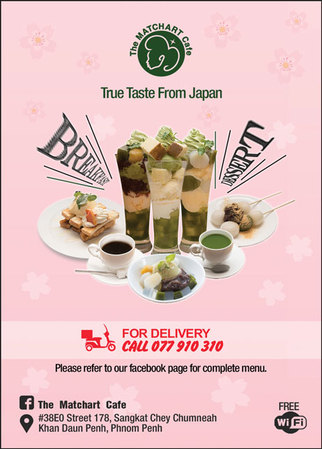 The MATCHART Cafe
True Taste From Japan
BREAKFAST
DESSERT
FOR DELIVERY
CALL 077 910 310
Please refer to our facebook page for complete menu.
The Matchart Cafe
#38E0 Street 178, Sangkat Chey Chumneah
Khan Daun Penh, Phnom Penh
FREE
WiFi